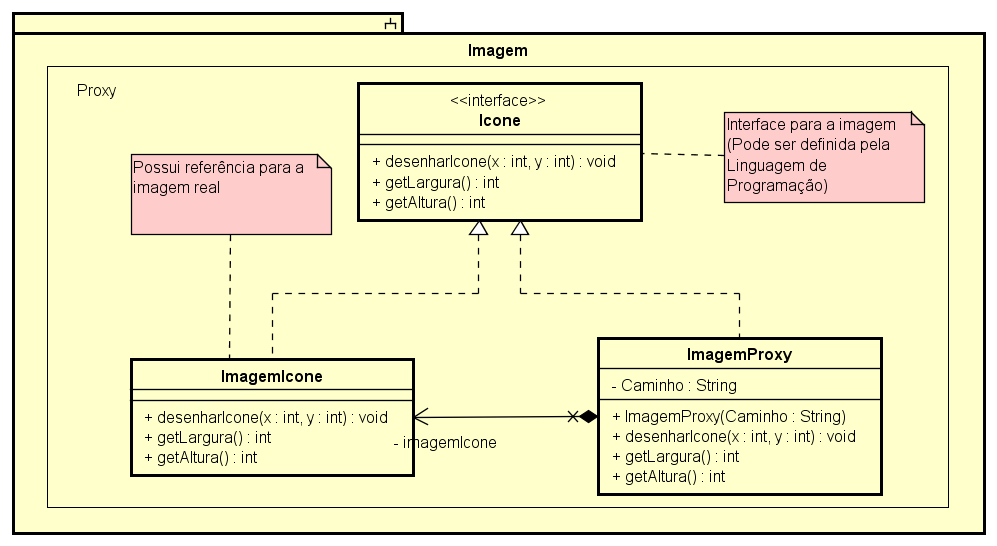 Imagem
Proxy
<<interface>>
Icone
+ desenharIcone(x : int, y : int) : void
+ getLargura() : int
+ getAltura() : int
Interface para a imagem
(Pode ser definida pela
Linguagem de
Programação)
Possui referência para a
imagem real
ImagemIcone
+ desenharIcone(x : int, y : int) : void
+ getLargura() : int
+ getAltura() : int
- imagemIcone
ImagemProxy
- Caminho : String
+ ImagemProxy(Caminho : String)
+ desenharIcone(x : int, y : int) : void
+ getLargura() : int
+ getAltura() : int